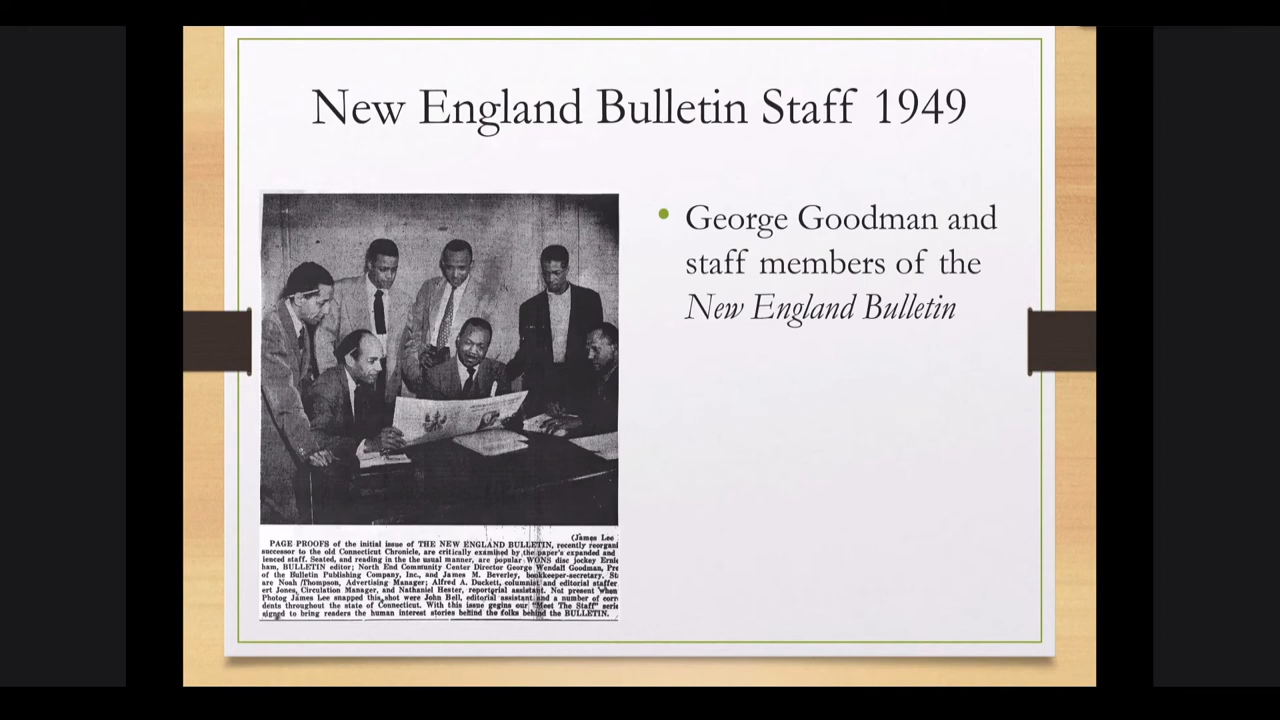 New England Bulletin Staff 1949
George Goodman and
staff members of the
New England Bulletin
(James Lee
PAGE PROOFS of the initial issue of THE NEW ENGLAND BULLETIN, recently reorgani
successor to the old Connecticut Chronicle, are critically examined by the paper's expanded and
ienced staff. Seated, and reading in the the usual manner, are popular WONS disc jockey Ernie
ham, BULLETIN editor; North End Community Center Director George Wendall Goodman, Pre
of the Bulletin Publishing Company, Inc., and James M. Beverley, bookkeeper-secretary. St
are Noah Thompson, Advertising Manager; Alfred A. Duckett, columnist and editorial staffer
ert Jones, Circulation Manager, and Nathaniel Hester, reportorial assistant. Not present when
Photog James Lee snapped this shot were John Bell, editorial assistant and a number of corr
dents throughout the state of Connecticut. With this issue gegins our "Meet The Staff" serie
signed to bring readers the human interest stories behind the folks behind the BULLETIN.